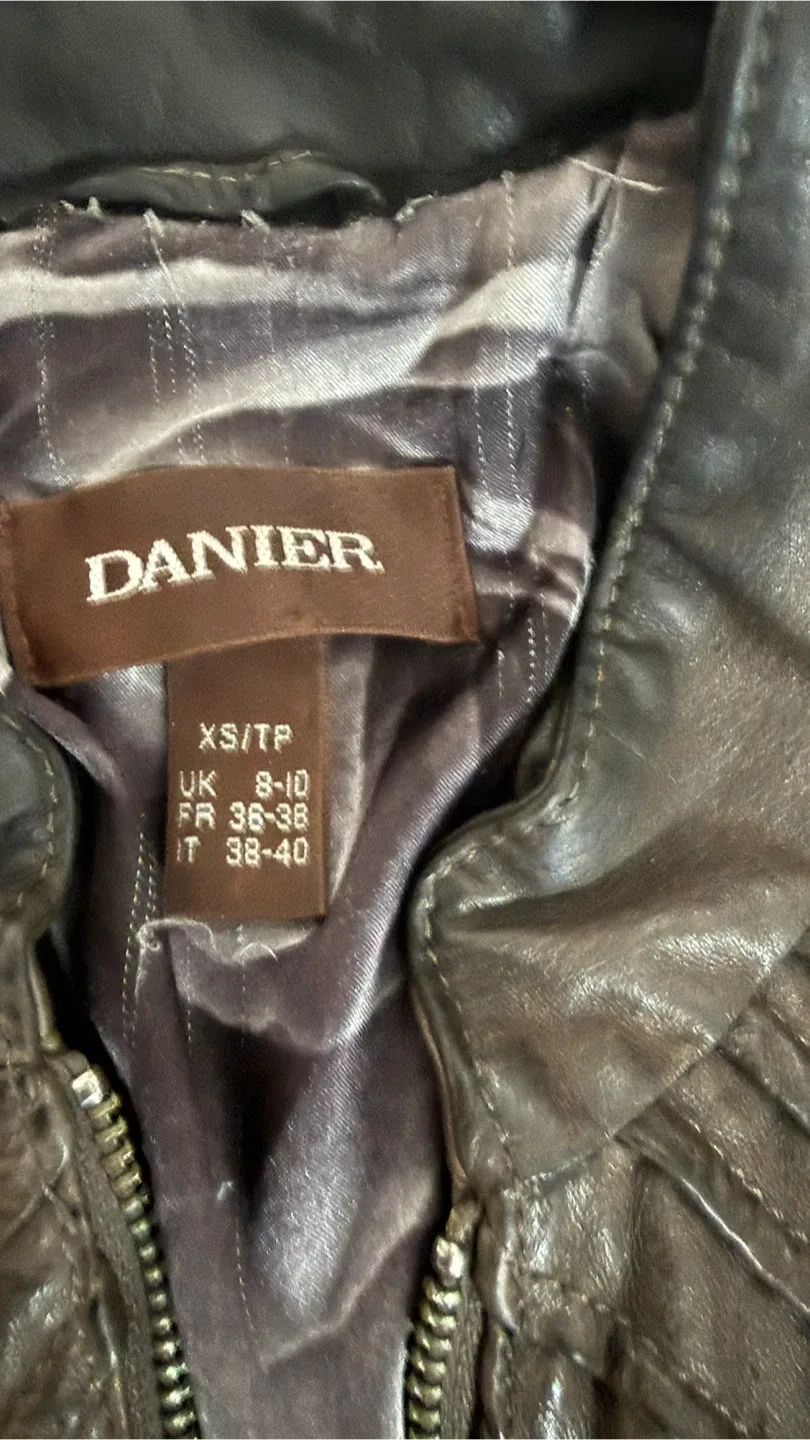 DANIER
XS/TP
UK 8-10
FR 36-38
IT 38-40